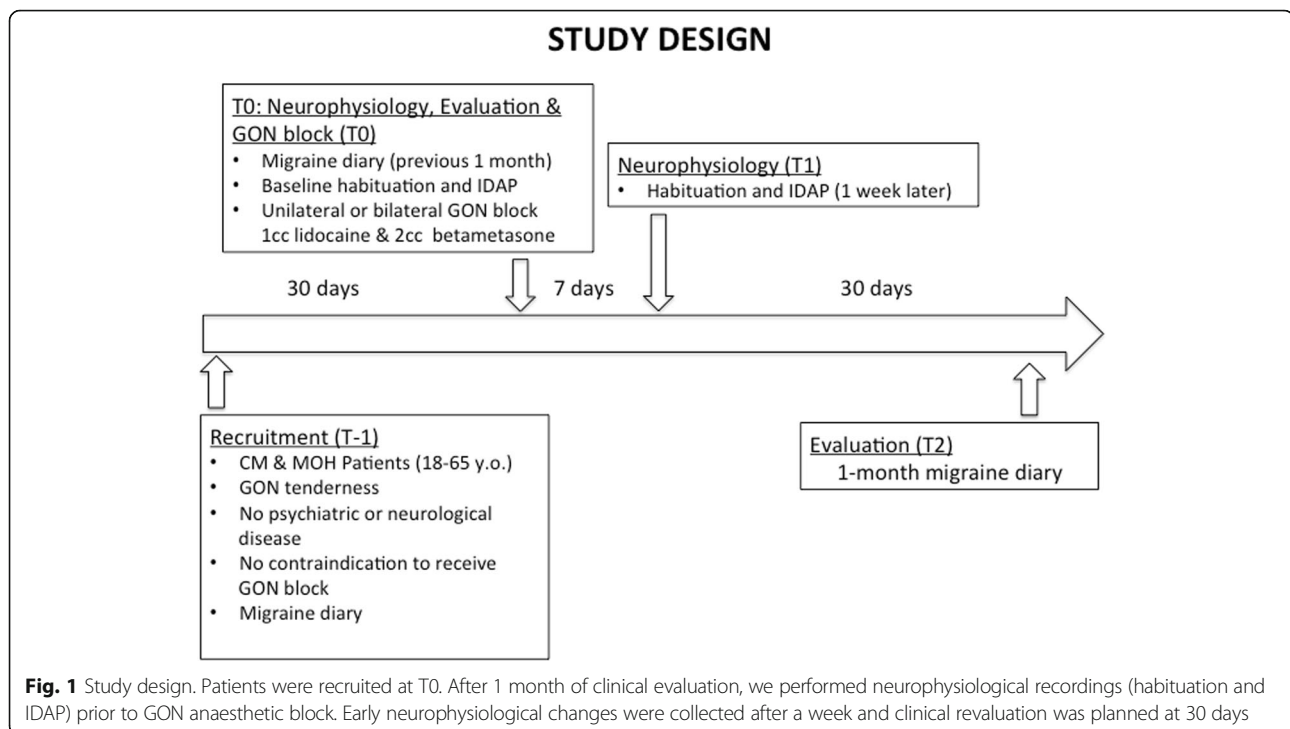 STUDY DESIGN
T0: Neurophysiology, Evaluation &
GON block (T0)
• Migraine diary (previous 1 month)
• Baseline habituation and IDAP
• Unilateral or bilateral GON block
1cc lidocaine & 2cc betametasone
Neurophysiology (T1)
• Habituation and IDAP (1 week later)
30 days
7 days
30 days
Recruitment (T-1)
• CM & MOH Patients (18-65 y.o.)
• GON tenderness
• No psychiatric or neurological
disease
• No contraindication to receive
GON block
• Migraine diary
Evaluation (T2)
1-month migraine diary
Fig. 1 Study design. Patients were recruited at T0. After 1 month of clinical evaluation, we performed neurophysiological recordings (habituation and
IDAP) prior to GON anaesthetic block. Early neurophysiological changes were collected after a week and clinical revaluation was planned at 30 days